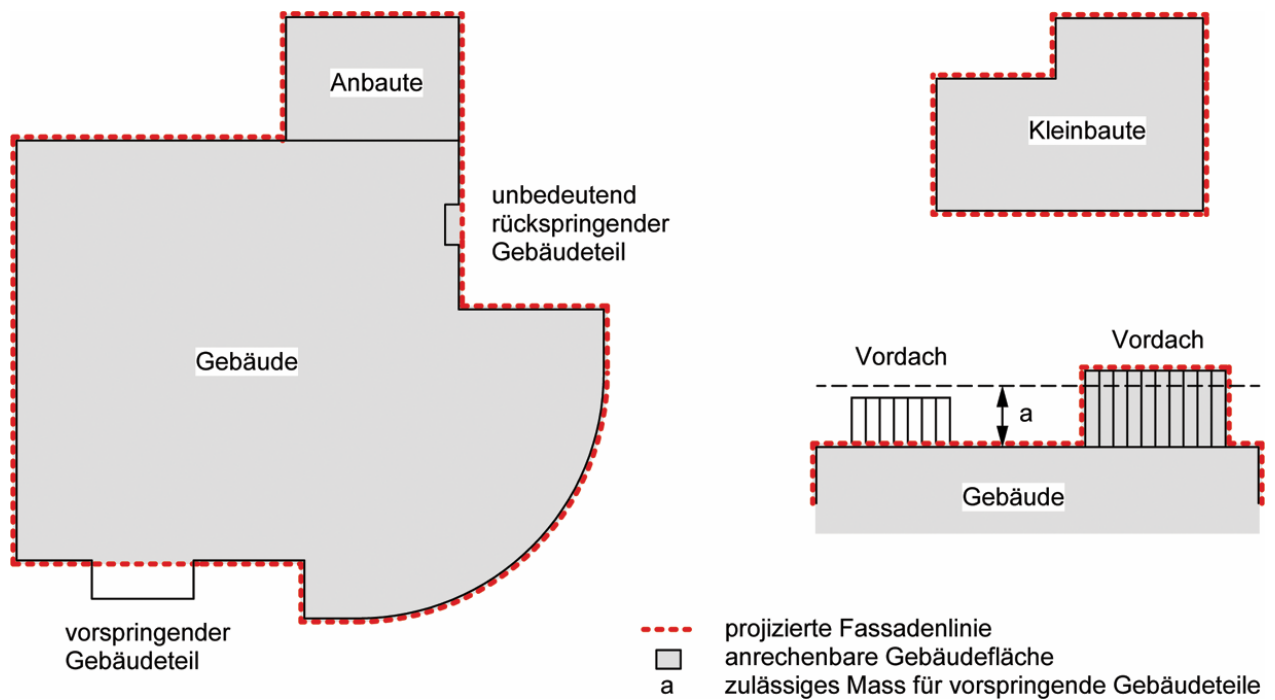 Anbaute
Kleinbaute
unbedeutend
rückspringender
Gebäudeteil
Gebäude
Vordach
Vordach
a
Gebäude
vorspringender
Gebäudeteil
projizierte Fassadenlinie
anrechenbare Gebäudefläche
a zulässiges Mass für vorspringende Gebäudeteile